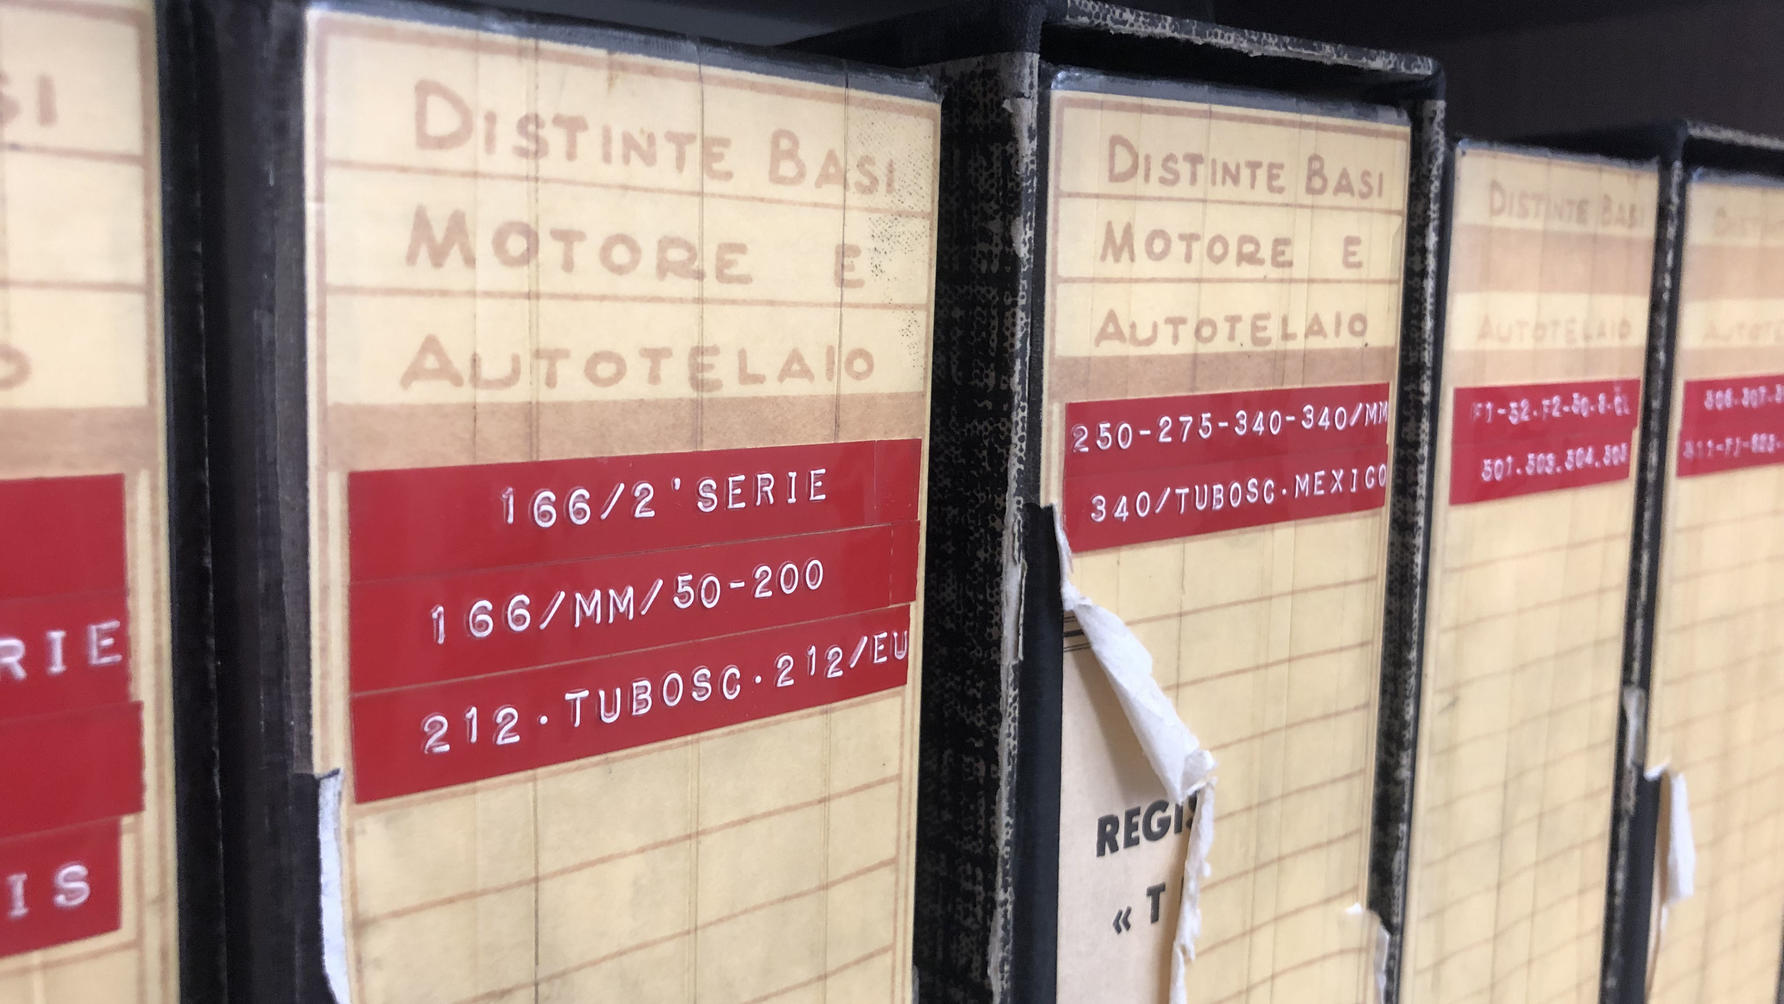 SI
O
RIE
IS
DISTINTE BASI
MOTORE E
AUTOTELAIO
166/2'SERIE
166/MM/50-200
212.TUBOSC.212/EU
DISTINTE BASI
MOTORE E
AUTOTELAIO
250-275-340-340/MM
340/TUBOSC.MEXICO
REGIS
« T
DISTINTE BASI
AUTOTELAIO